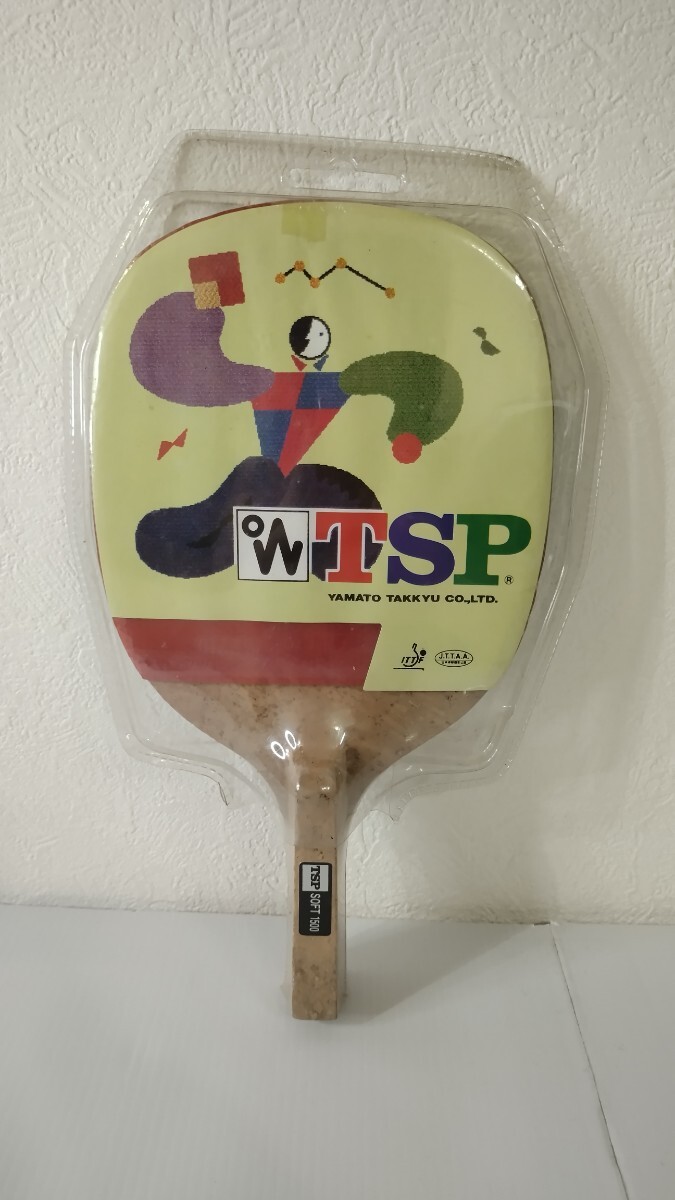 TSP®
YAMATO TAKKYU CO.,LTD.
ITTF
J.T.T.A.A.
TSP SOFT 1500